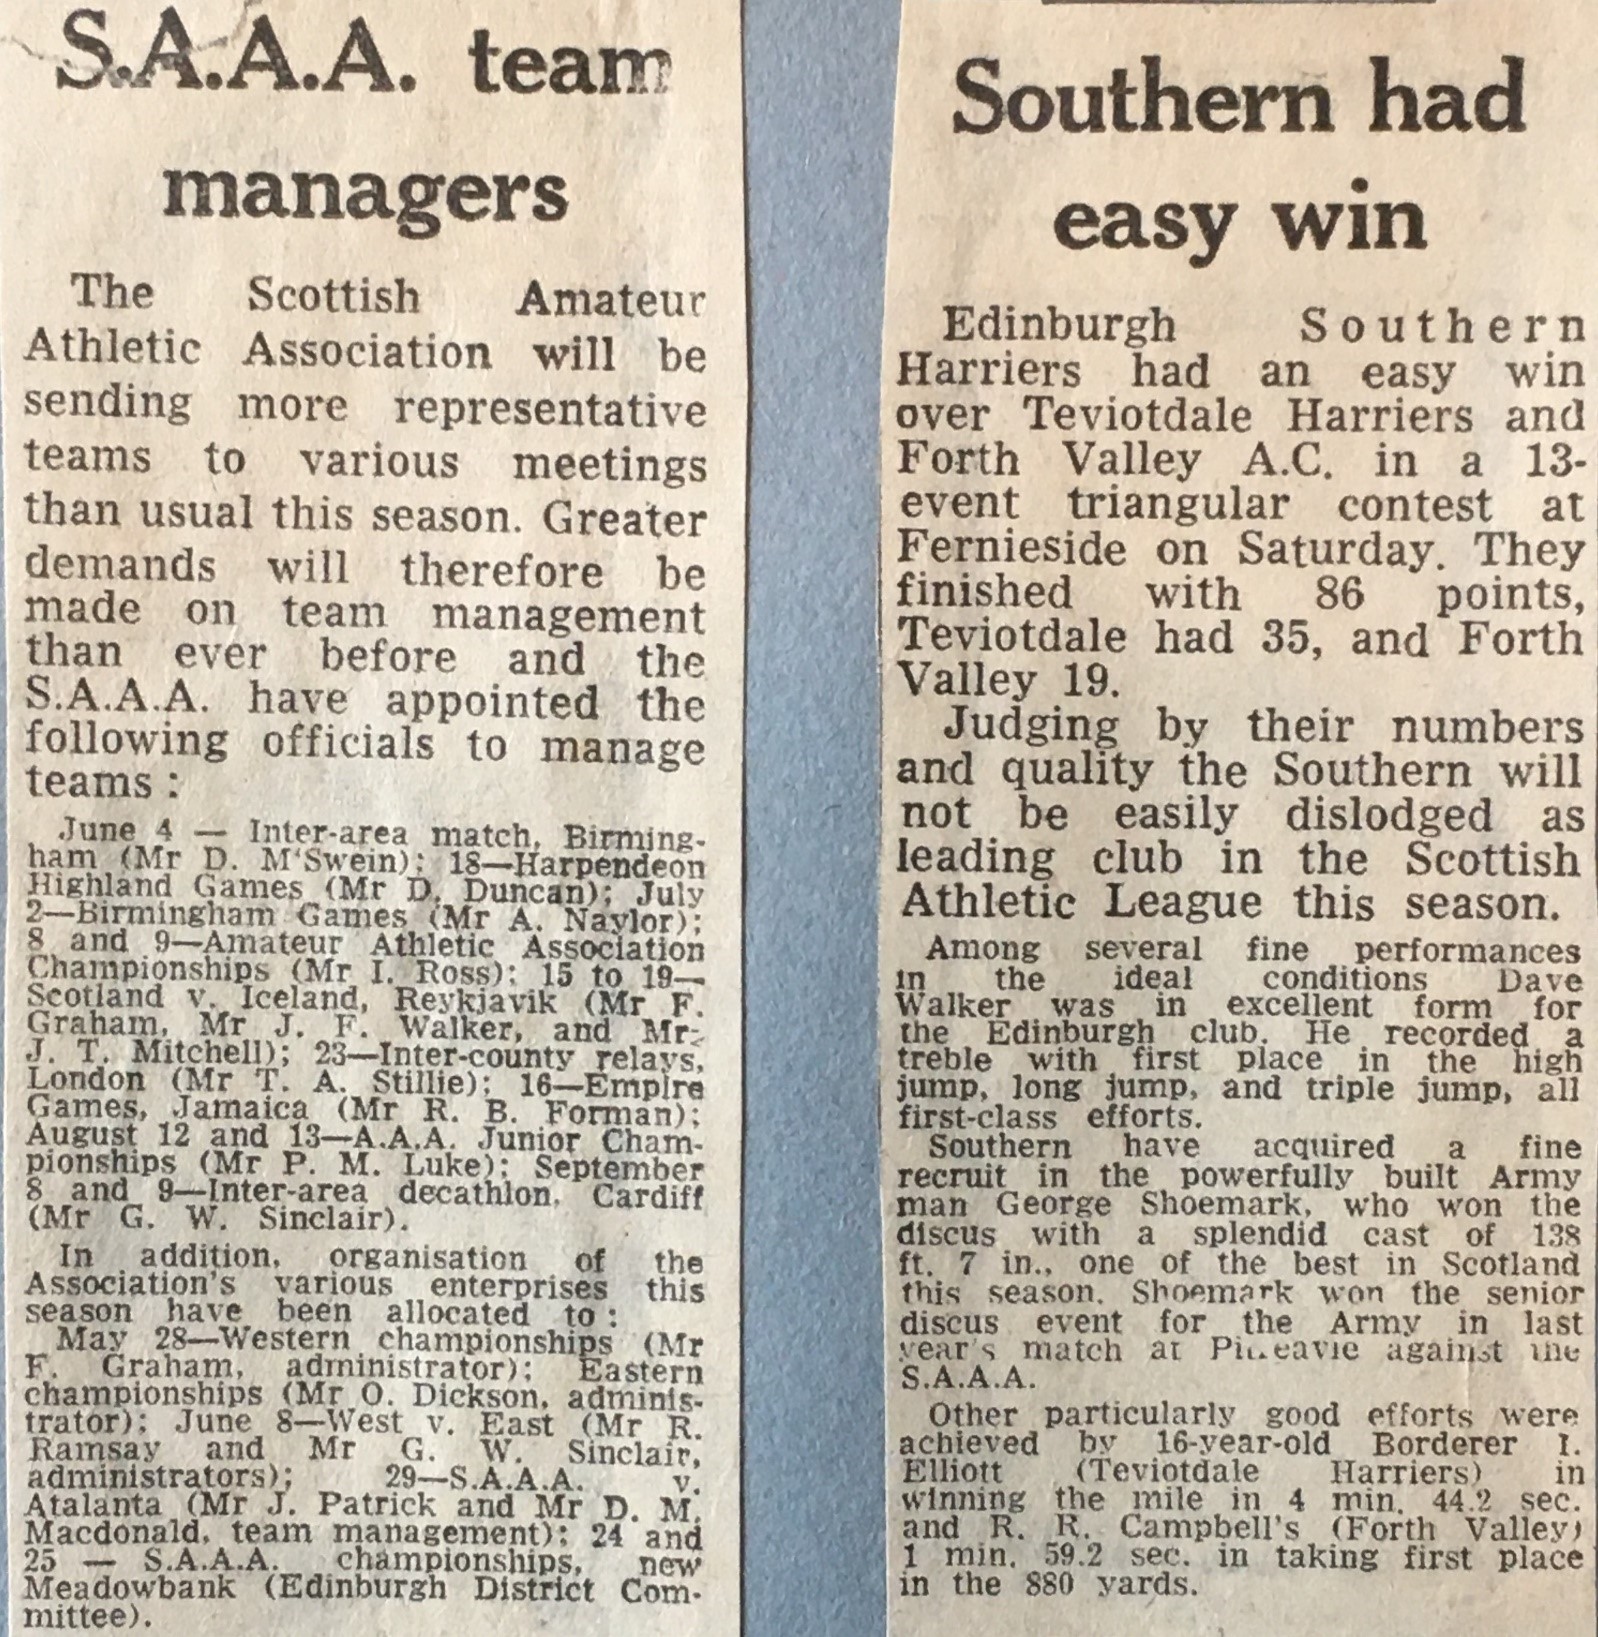 S.A.A.A. team
managers
The Scottish Amateur
Athletic Association will be
sending more representative
teams to various meetings
than usual this season. Greater
demands will therefore be
made on team management
than ever before and the
S.A.A.A. have appointed the
following officials to manage
teams :
June 4 — Inter-area match, Birming-
ham (Mr D. M'Swein); 18—Harpendeon
Highland Games (Mr D. Duncan); July
2—Birmingham Games (Mr A. Naylor);
8 and 9—Amateur Athletic Association
Championships (Mr I. Ross); 15 to 19—
Scotland v. Iceland, Reykjavik (Mr F.
Graham, Mr J. F. Walker, and Mr.
J. T. Mitchell); 23—Inter-county relays,
London (Mr T. A. Stillie); 16—Empire
Games, Jamaica (Mr R. B. Forman);
August 12 and 13—A.A.A. Junior Cham-
pionships (Mr P. M. Luke); September
8 and 9—Inter-area decathlon, Cardiff
(Mr G. W. Sinclair).
In addition, organisation of the
Association's various enterprises this
season have been allocated to :
May 28—Western championships (Mr
F. Graham, administrator); Eastern
championships (Mr O. Dickson, adminis-
trator); June 8—West v. East (Mr R.
Ramsay and Mr G. W. Sinclair,
administrators); 29—S.A.A.A. v.
Atalanta (Mr J. Patrick and Mr D. M.
Macdonald, team management); 24 and
25 — S.A.A.A. championships, new
Meadowbank (Edinburgh District Com-
mittee).
Southern had
easy win
Edinburgh Southern
Harriers had an easy win
over Teviotdale Harriers and
Forth Valley A.C. in a 13-
event triangular contest at
Fernieside on Saturday. They
finished with 86 points,
Teviotdale had 35, and Forth
Valley 19.
Judging by their numbers
and quality the Southern will
not be easily dislodged as
leading club in the Scottish
Athletic League this season.
Among several fine performances
in the ideal conditions Dave
Walker was in excellent form for
the Edinburgh club. He recorded a
treble with first place in the high
jump, long jump, and triple jump, all
first-class efforts.
Southern have acquired a fine
recruit in the powerfully built Army
man George Shoemark, who won the
discus with a splendid cast of 138
ft. 7 in., one of the best in Scotland
this season. Shoemark won the senior
discus event for the Army in last
year's match at against the
S.A.A.A.
Other particularly good efforts were
achieved by 16-year-old Borderer I.
Elliott (Teviotdale Harriers) in
winning the mile in 4 min. 44.2 sec.
and R. R. Campbell's (Forth Valley)
1 min. 59.2 sec. in taking first place
in the 880 yards.